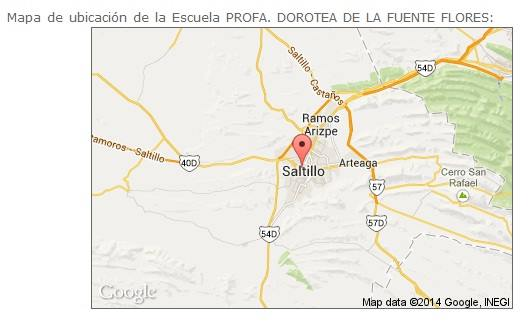 Mapa de ubicación de la Escuela PROFA. DOROTEA DE LA FUENTE FLORES:
54D
Saltillo - Castaños
Ramos
Arizpe
atamoros - Saltillo
40D
Saltillo
Arteaga
57
Cerro San
Rafael
57D
54D
Google
Map data ©2014 Google, INEGI